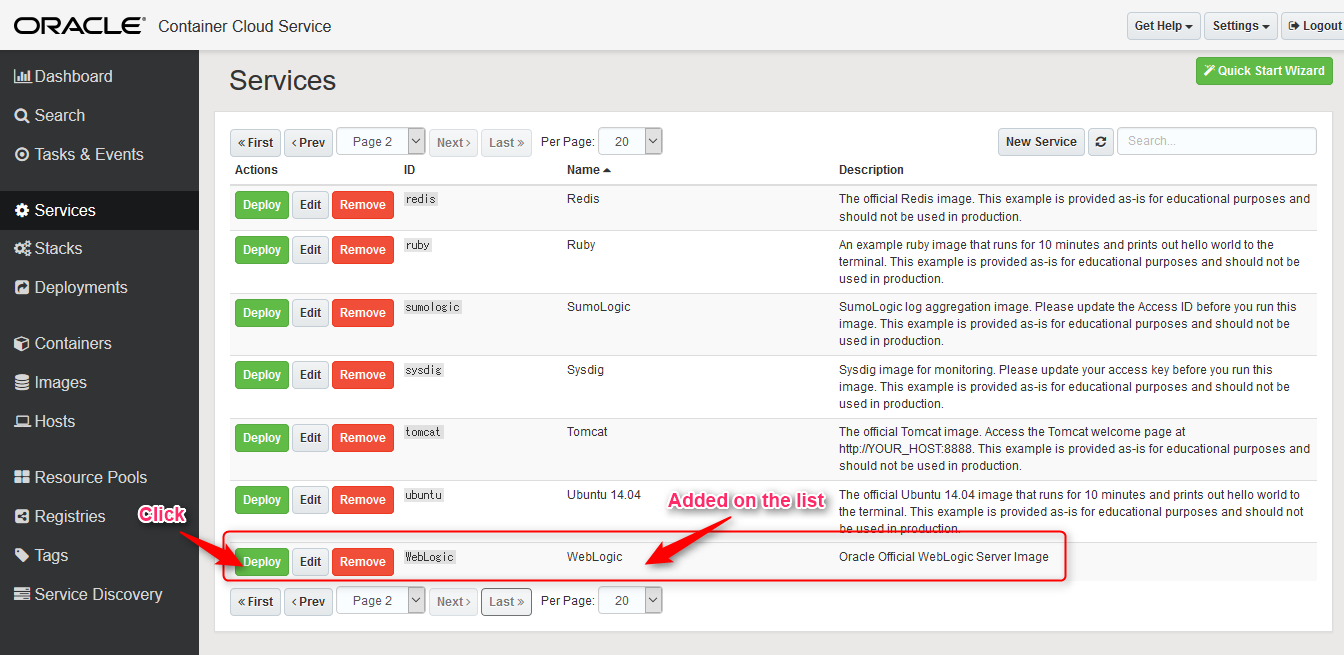 ORACLE® Container Cloud Service
Get Help
Settings
Logout
Dashboard
Search
Tasks & Events
Services
Stacks
Deployments
Containers
Images
Hosts
Resource Pools
Registries
Tags
Service Discovery
Services
Quick Start Wizard
« First
‹ Prev
Page 2
Next ›
Last »
Per Page:
20
New Service
Search...
Actions
ID
Name
Description
Deploy Edit Remove
redis
Redis
The official Redis image. This example is provided as-is for educational purposes and
should not be used in production.
Deploy Edit Remove
ruby
Ruby
An example ruby image that runs for 10 minutes and prints out hello world to the
terminal. This example is provided as-is for educational purposes and should not be
used in production.
Deploy Edit Remove
sumologic
SumoLogic
SumoLogic log aggregation image. Please update the Access ID before you run this
image. This example is provided as-is for educational purposes and should not be
used in production.
Deploy Edit Remove
sysdig
Sysdig
Sysdig image for monitoring. Please update your access key before you run this
image. This example is provided as-is for educational purposes and should not be
used in production.
Deploy Edit Remove
tomcat
Tomcat
The official Tomcat image. Access the Tomcat welcome page at
http://YOUR_HOST:8888. This example is provided as-is for educational purposes and
should not be used in production.
Deploy Edit Remove
ubuntu
Ubuntu 14.04
The official Ubuntu 14.04 image that runs for 10 minutes and prints out hello world to
the terminal. This example is provided as-is for educational purposes and should not
be used in production.
Click
Added on the list
Deploy Edit Remove
WebLogic
WebLogic
Oracle Official WebLogic Server Image
« First
‹ Prev
Page 2
Next ›
Last »
Per Page:
20